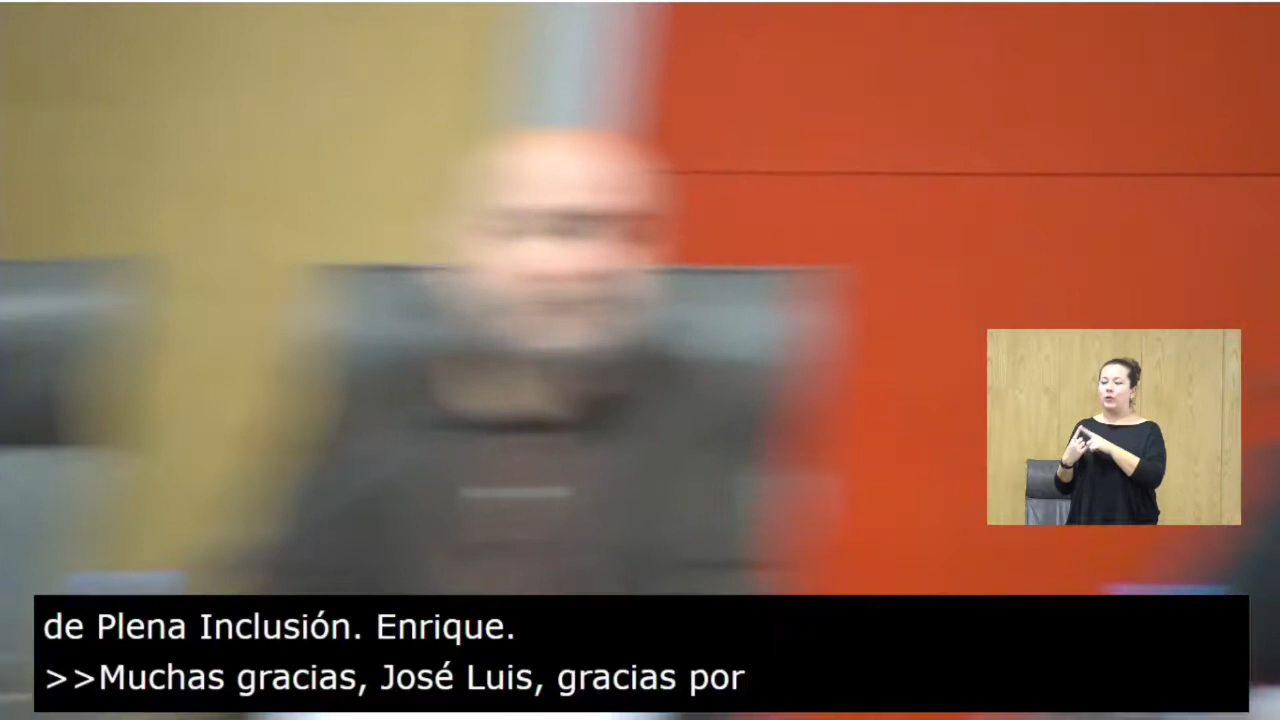 de Plena Inclusión. Enrique.
>>Muchas gracias, José Luis, gracias por